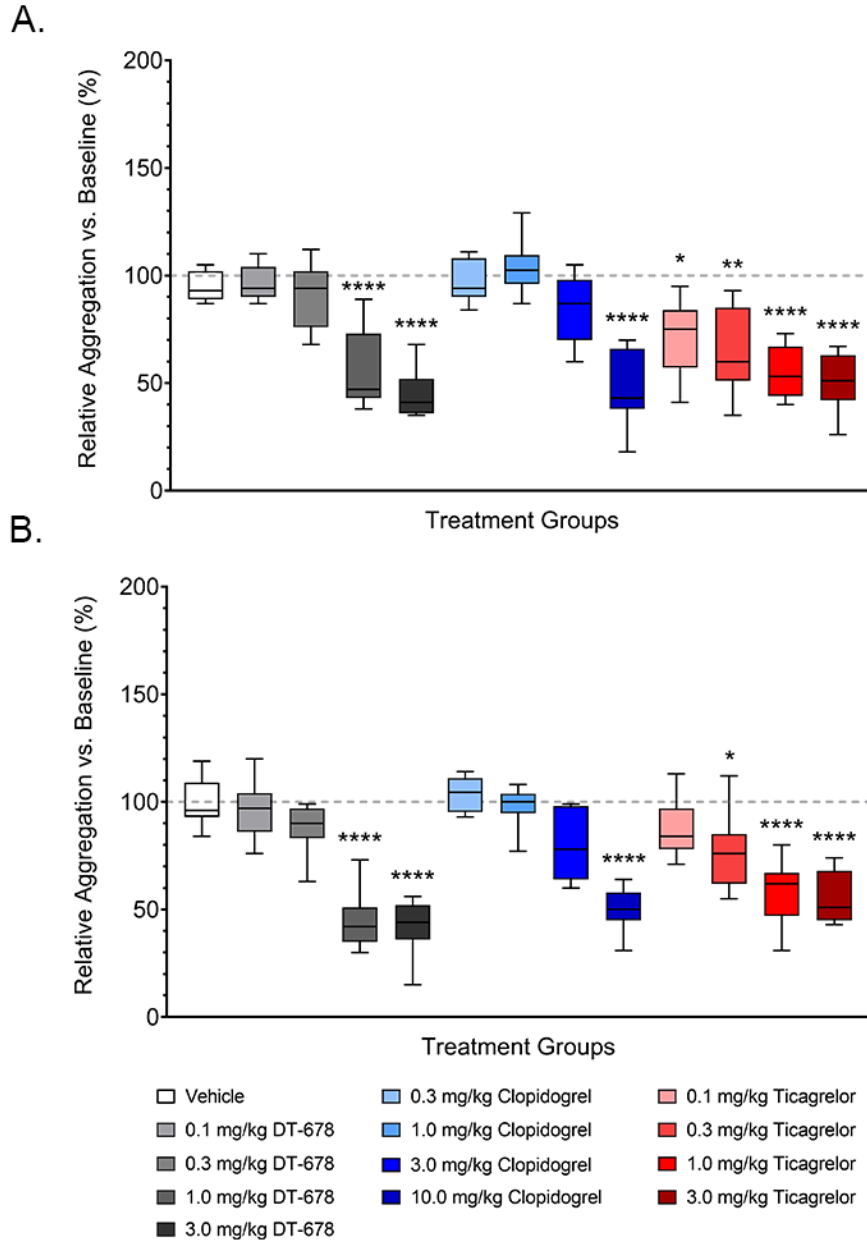 A.
Relative Aggregation vs. Baseline (%)
200
150
100
50
0
****
****
****
*
**
****
****
Treatment Groups
B.
Relative Aggregation vs. Baseline (%)
200
150
100
50
0
****
****
****
*
****
****
Treatment Groups
Vehicle
0.1 mg/kg DT-678
0.3 mg/kg DT-678
1.0 mg/kg DT-678
3.0 mg/kg DT-678
0.3 mg/kg Clopidogrel
1.0 mg/kg Clopidogrel
3.0 mg/kg Clopidogrel
10.0 mg/kg Clopidogrel
0.1 mg/kg Ticagrelor
0.3 mg/kg Ticagrelor
1.0 mg/kg Ticagrelor
3.0 mg/kg Ticagrelor